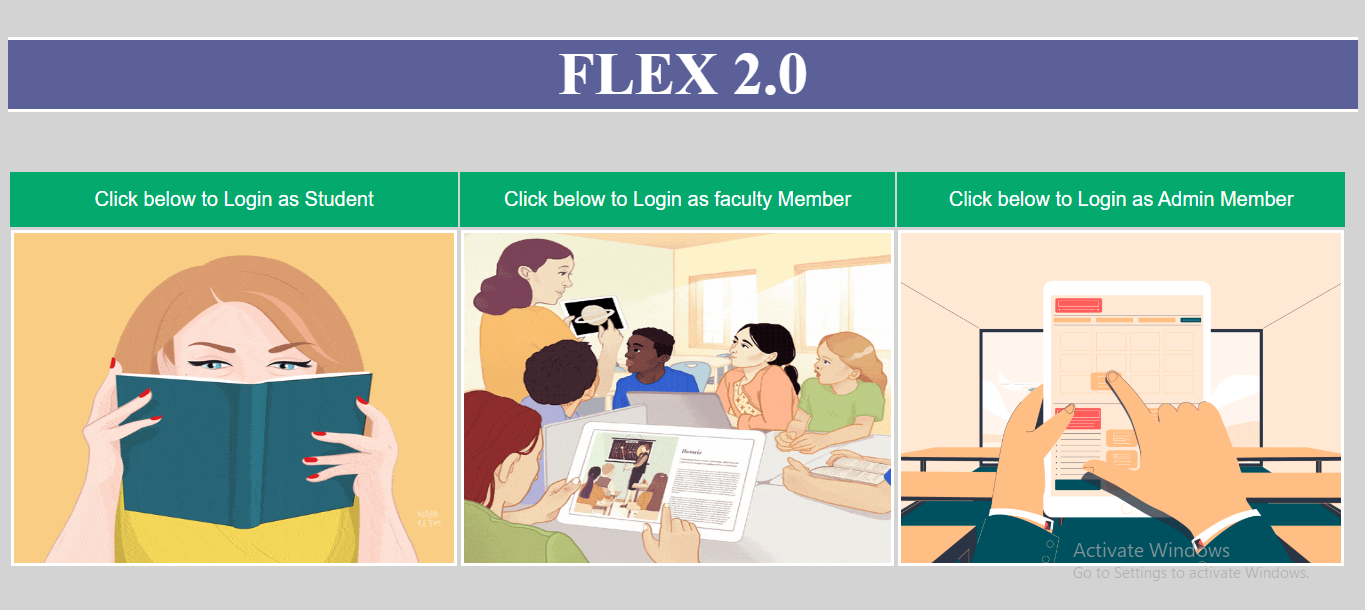 FLEX 2.0
Click below to Login as Student
Click below to Login as faculty Member
Click below to Login as Admin Member
Activate Windows
Go to Settings to activate Windows.